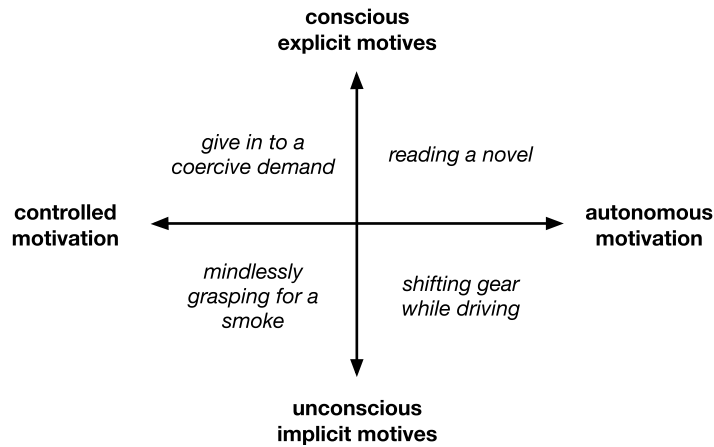 conscious
explicit motives
give in to a
coercive demand
reading a novel
controlled
motivation
autonomous
motivation
mindlessly
grasping for a
smoke
shifting gear
while driving
unconscious
implicit motives